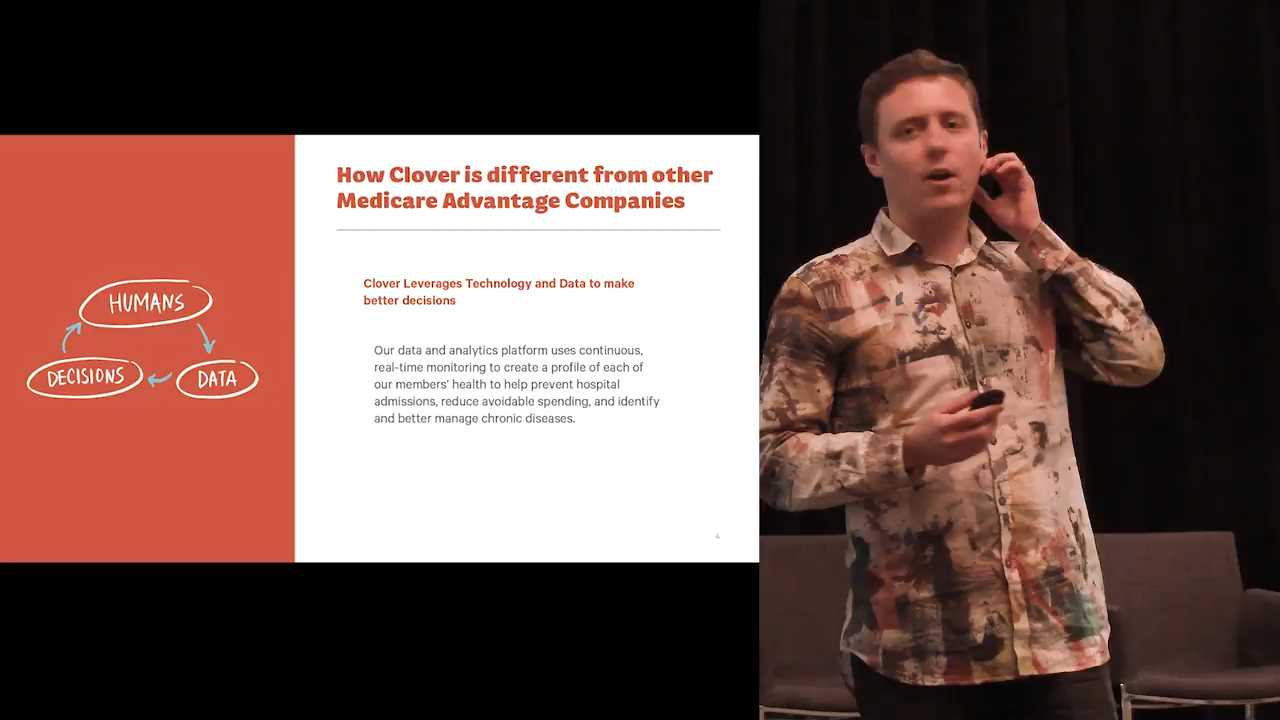 How Clover is different from other
Medicare Advantage Companies
Clover Leverages Technology and Data to make
better decisions
Our data and analytics platform uses continuous,
real-time monitoring to create a profile of each of
our members' health to help prevent hospital
admissions, reduce avoidable spending, and identify
and better manage chronic diseases.
HUMANS
DECISIONS
DATA
4